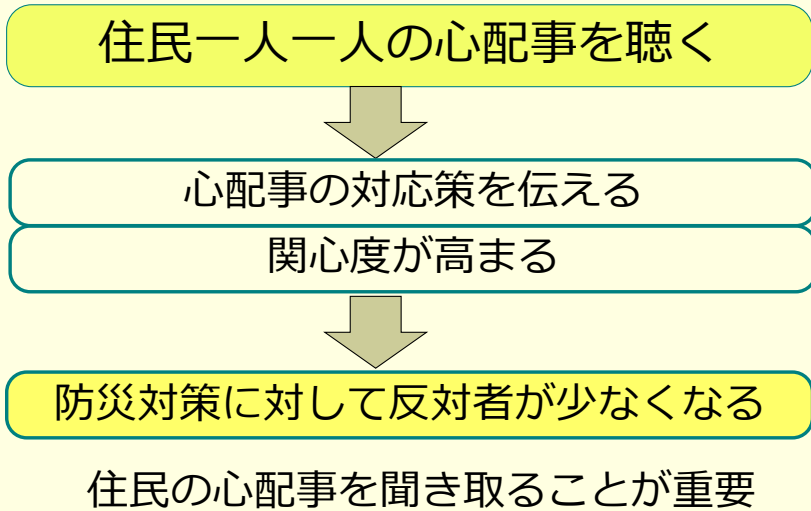 住民一人一人の心配事を聴く
心配事の対応策を伝える
関心度が高まる
防災対策に対して反対者が少なくなる
住民の心配事を聞き取ることが重要